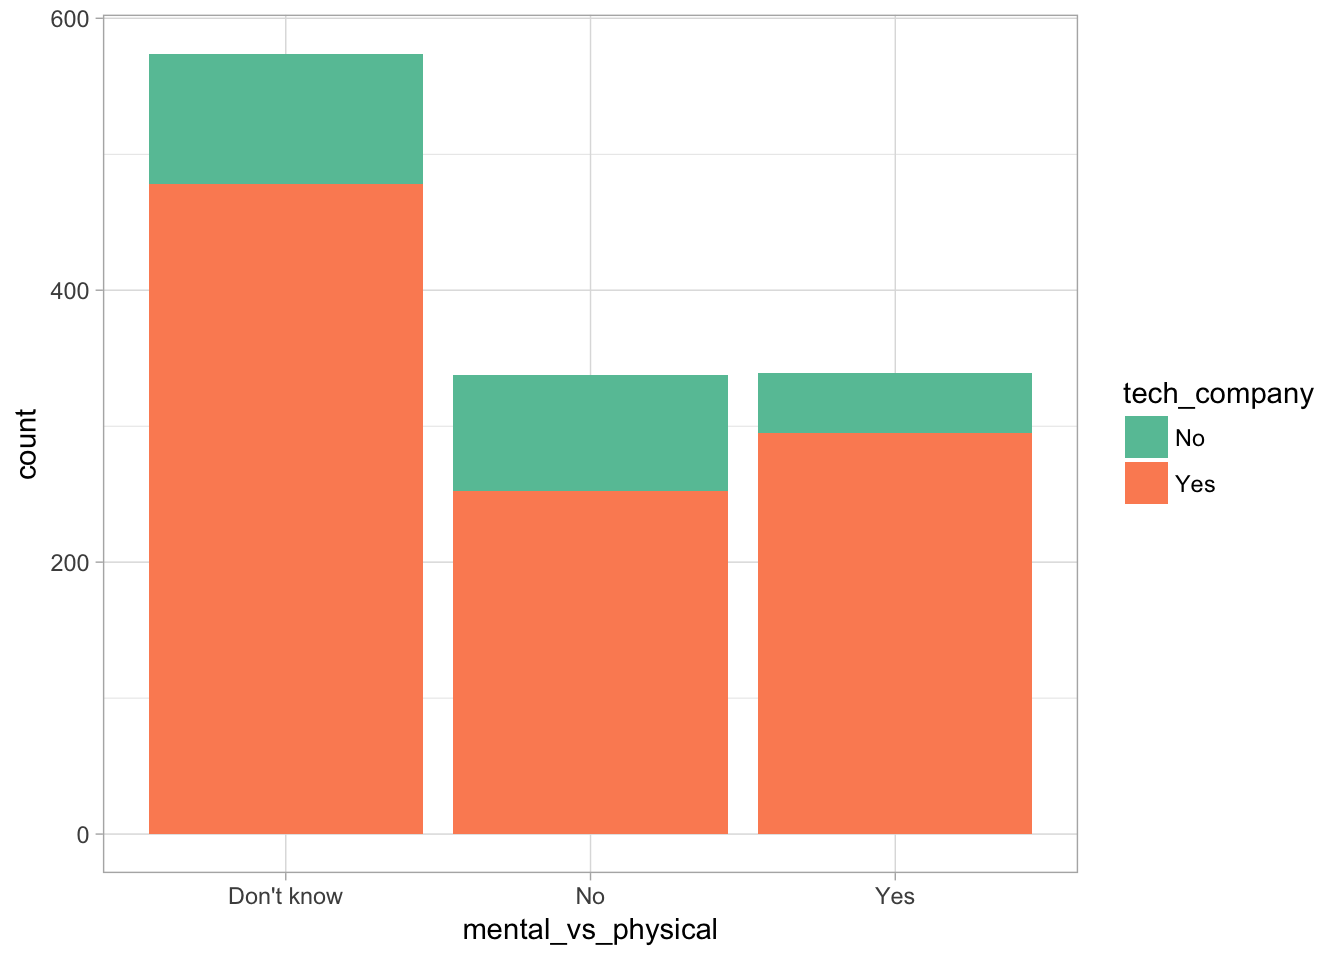 600
400
200
0
count
Don't know
No
Yes
mental_vs_physical
tech_company
No
Yes